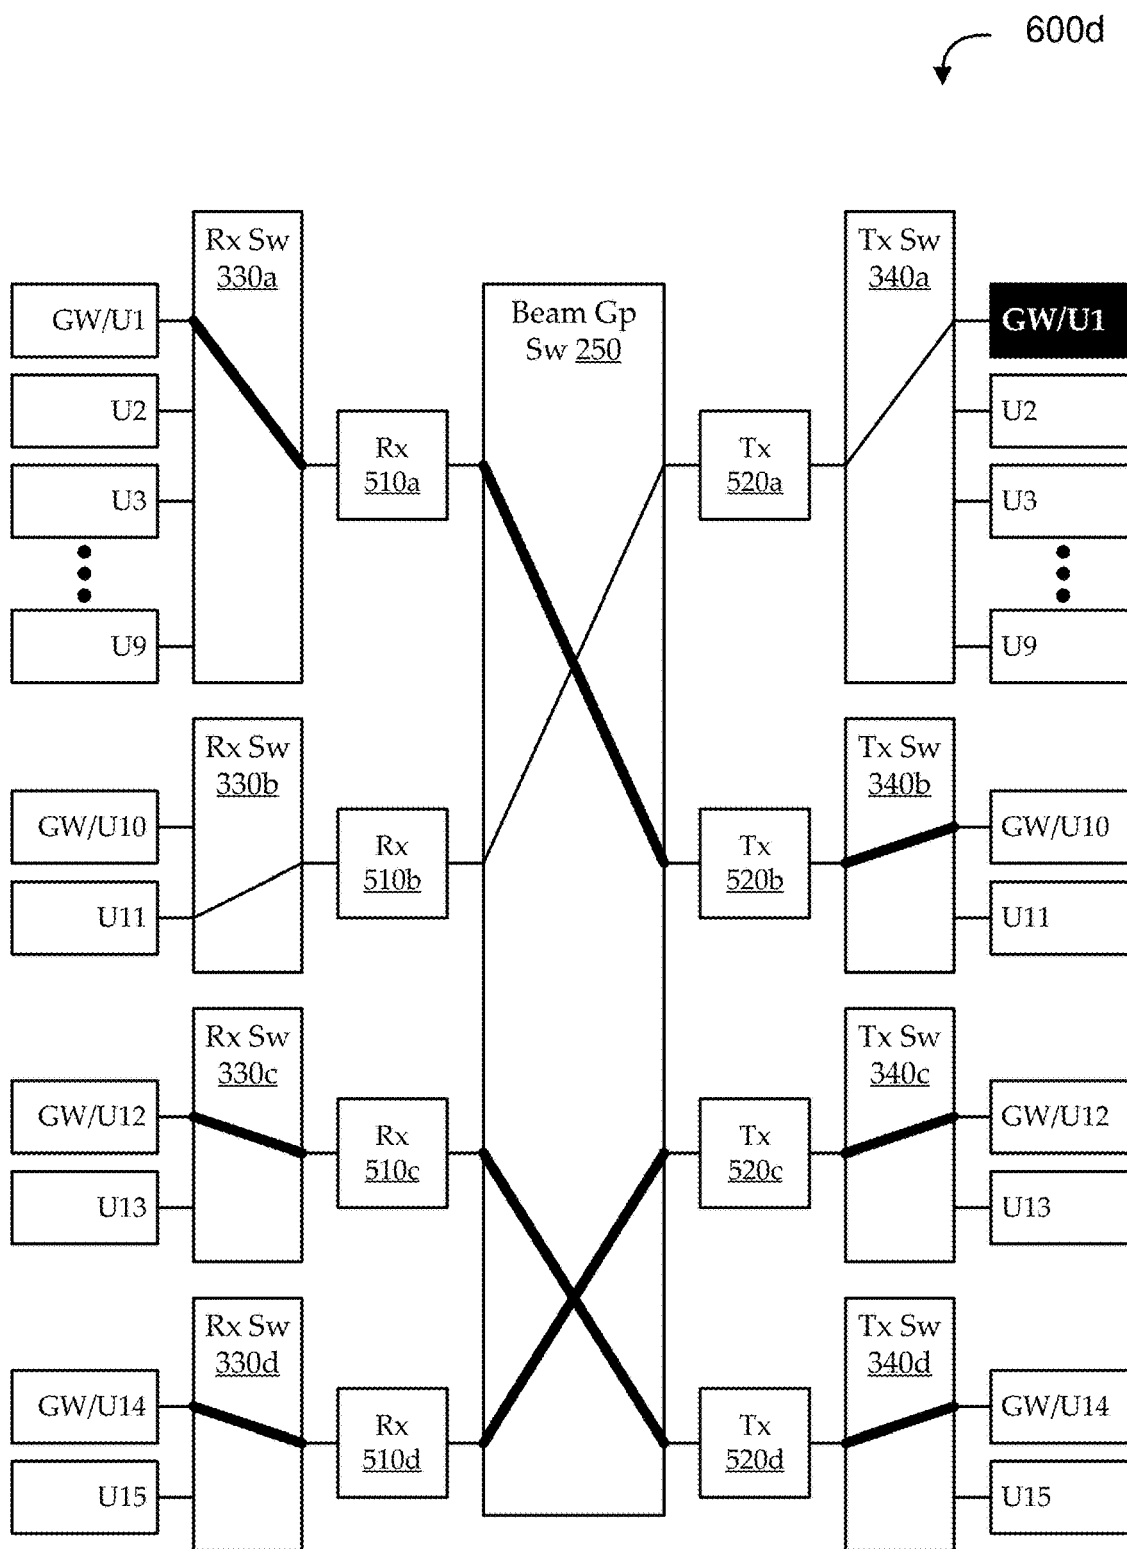 600d
Rx Sw
330a
Tx Sw
340a
GW/U1
Beam Gp
Sw 250
GW/U1
U2
Rx
510a
Tx
520a
U2
U3
U3
U9
U9
Rx Sw
330b
Tx Sw
340b
GW/U10
Rx
510b
Tx
520b
GW/U10
U11
U11
Rx Sw
330c
Tx Sw
340c
GW/U12
Rx
510c
Tx
520c
GW/U12
U13
U13
Rx Sw
330d
Tx Sw
340d
GW/U14
Rx
510d
Tx
520d
GW/U14
U15
U15